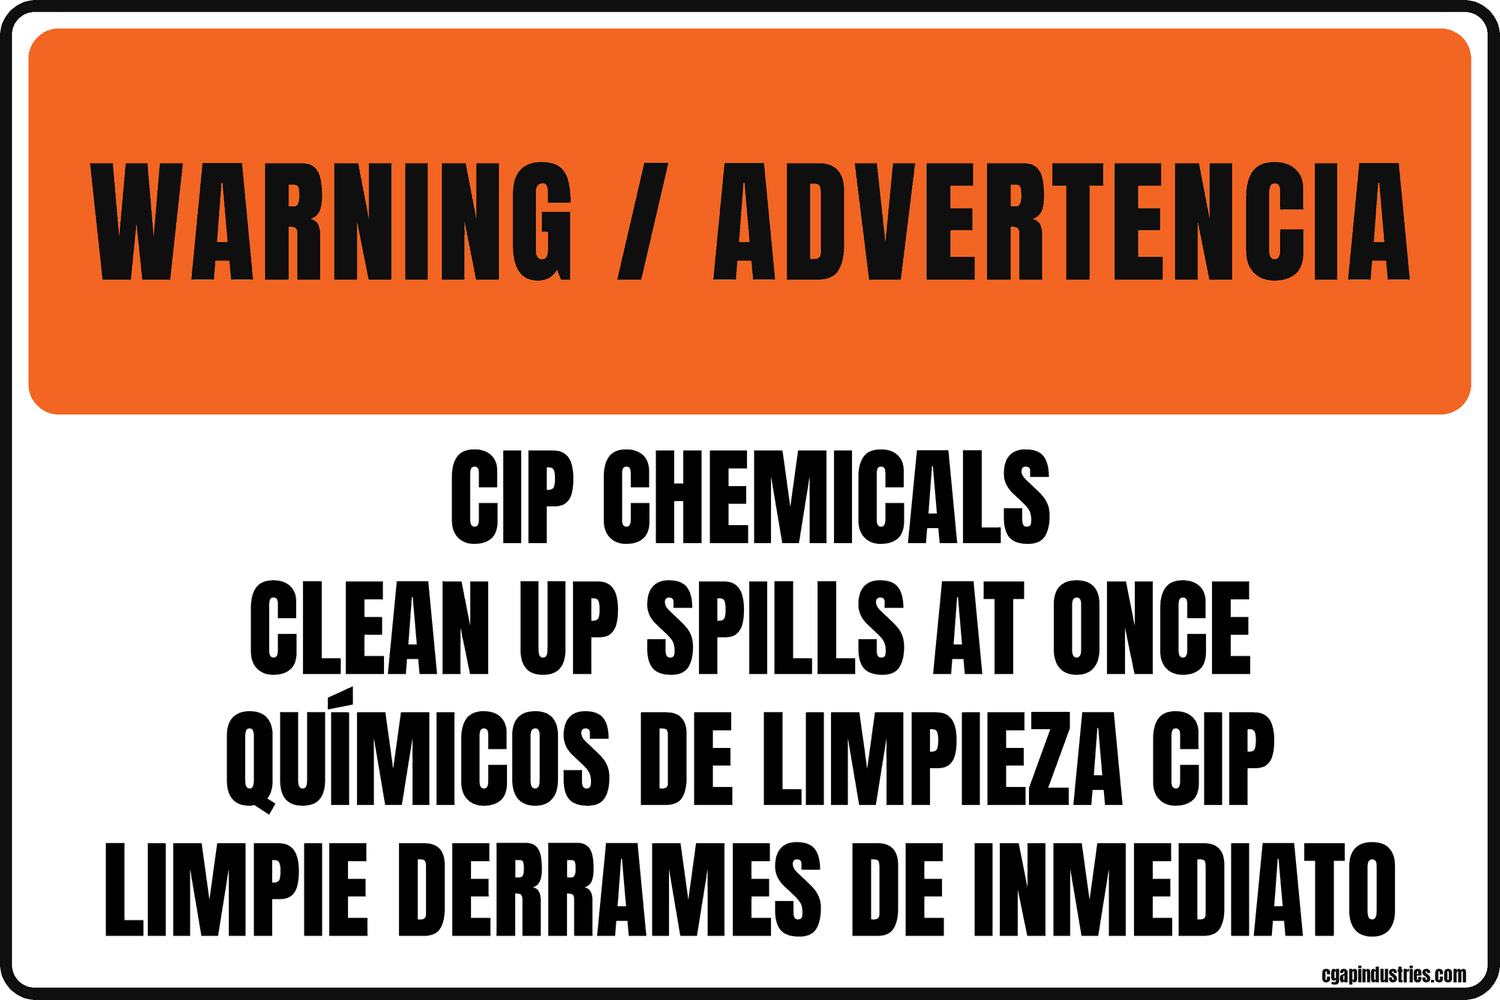 WARNING / ADVERTENCIA
CIP CHEMICALS
CLEAN UP SPILLS AT ONCE
QUÍMICOS DE LIMPIEZA CIP
LIMPIE DERRAMES DE INMEDIATO
cgapindustries.com